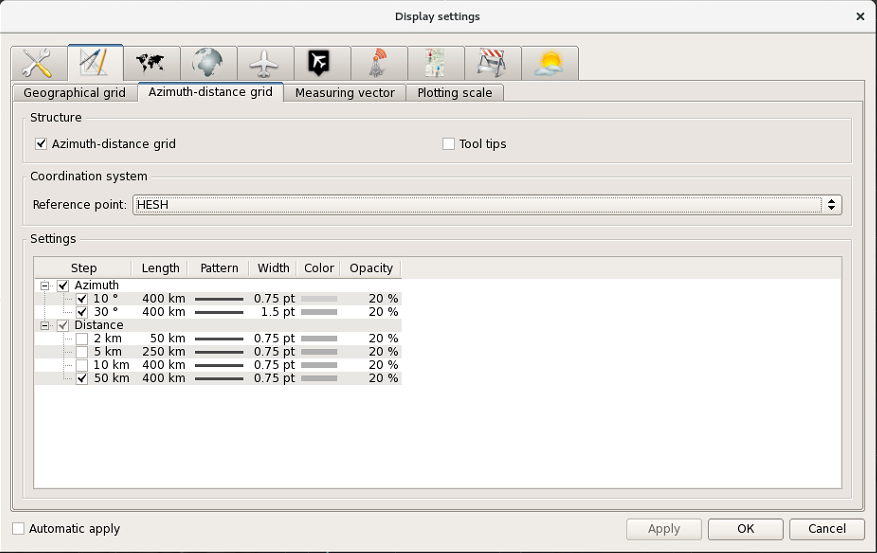 Display settings
Geographical grid Azimuth-distance grid Measuring vector Plotting scale
Structure
Azimuth-distance grid Tool tips
Coordination system
Reference point: HESH
Settings
Step Length Pattern Width Color Opacity
Azimuth
10 ° 400 km 0.75 pt 20 %
30 ° 400 km 1.5 pt 20 %
Distance
2 km 50 km 0.75 pt 20 %
5 km 250 km 0.75 pt 20 %
10 km 400 km 0.75 pt 20 %
50 km 400 km 0.75 pt 20 %
Automatic apply Apply OK Cancel